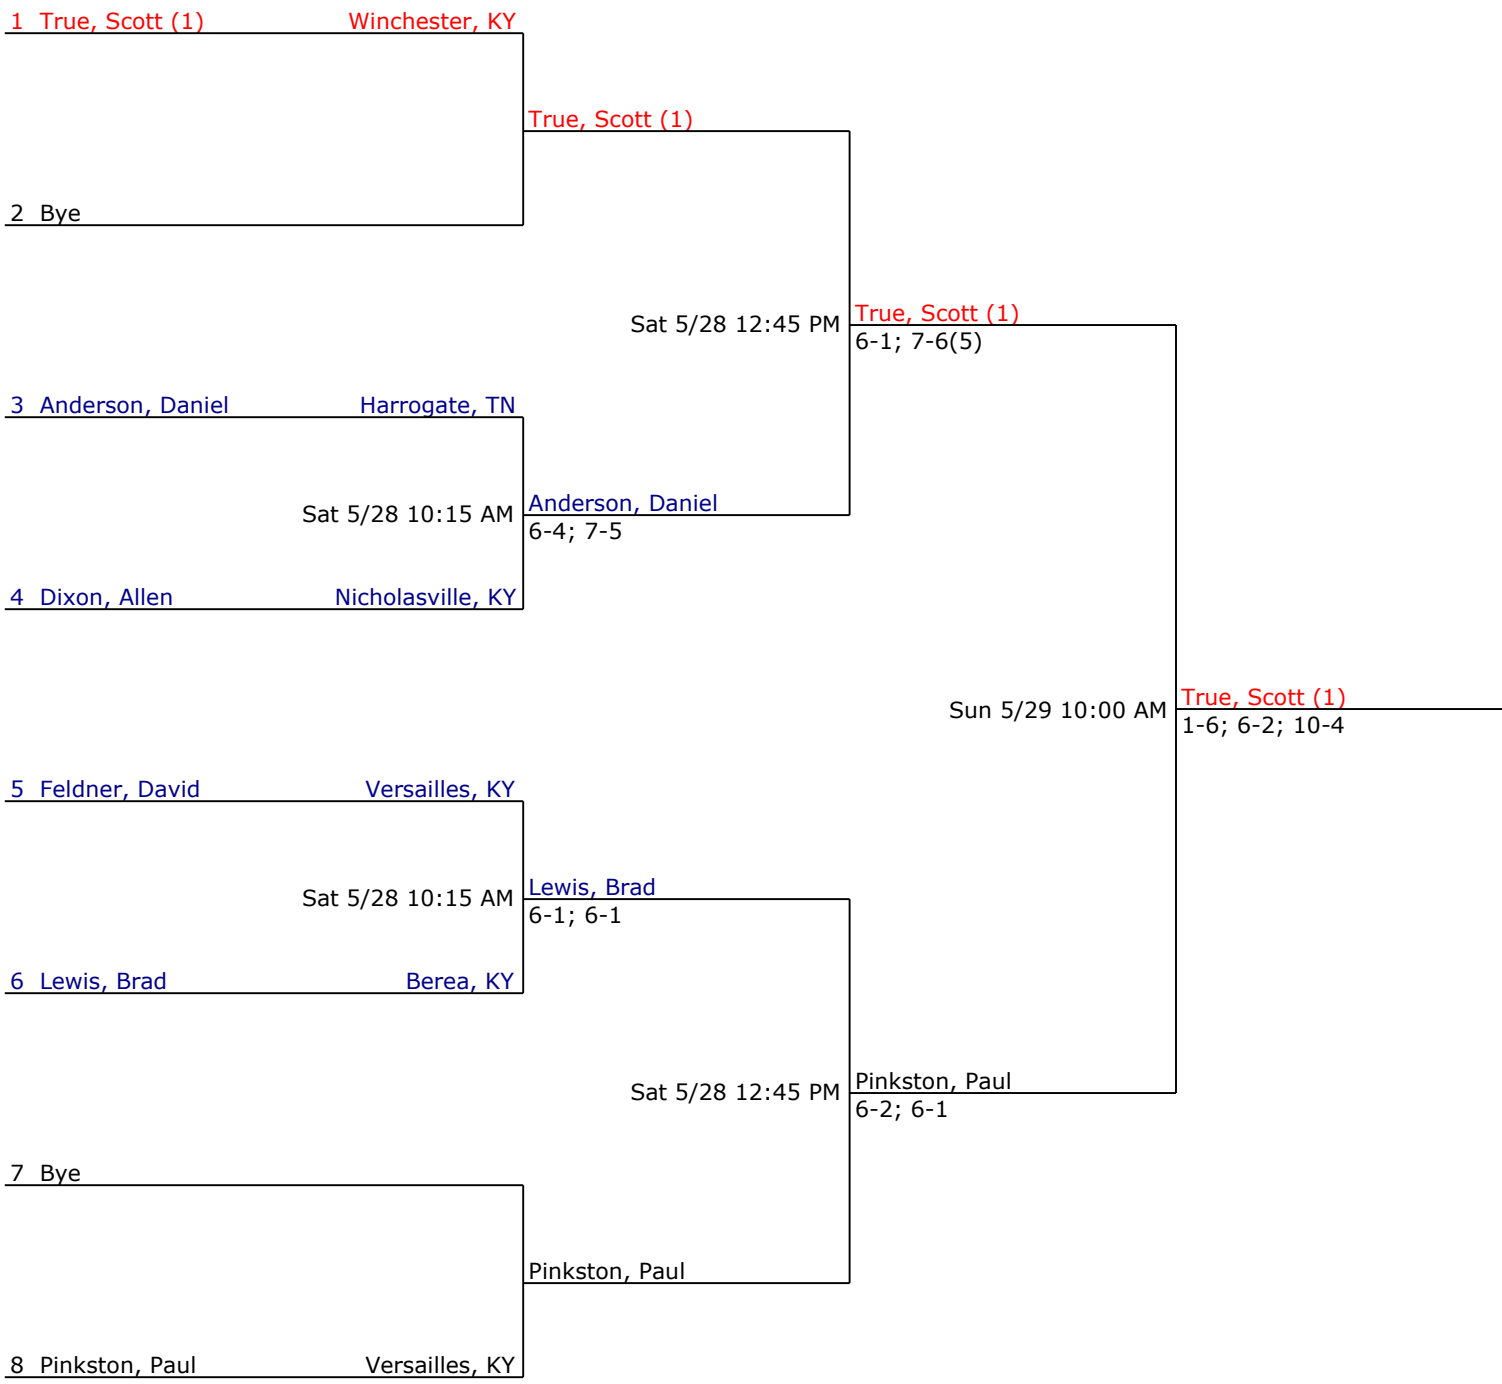 1 True, Scott (1) Winchester, KY
True, Scott (1)
2 Bye
Sat 5/28 12:45 PM
True, Scott (1)
6-1; 7-6(5)
3 Anderson, Daniel Harrogate, TN
Sat 5/28 10:15 AM
Anderson, Daniel
6-4; 7-5
4 Dixon, Allen Nicholasville, KY
Sun 5/29 10:00 AM
True, Scott (1)
1-6; 6-2; 10-4
5 Feldner, David Versailles, KY
Sat 5/28 10:15 AM
Lewis, Brad
6-1; 6-1
6 Lewis, Brad Berea, KY
Sat 5/28 12:45 PM
Pinkston, Paul
6-2; 6-1
7 Bye
Pinkston, Paul
8 Pinkston, Paul Versailles, KY